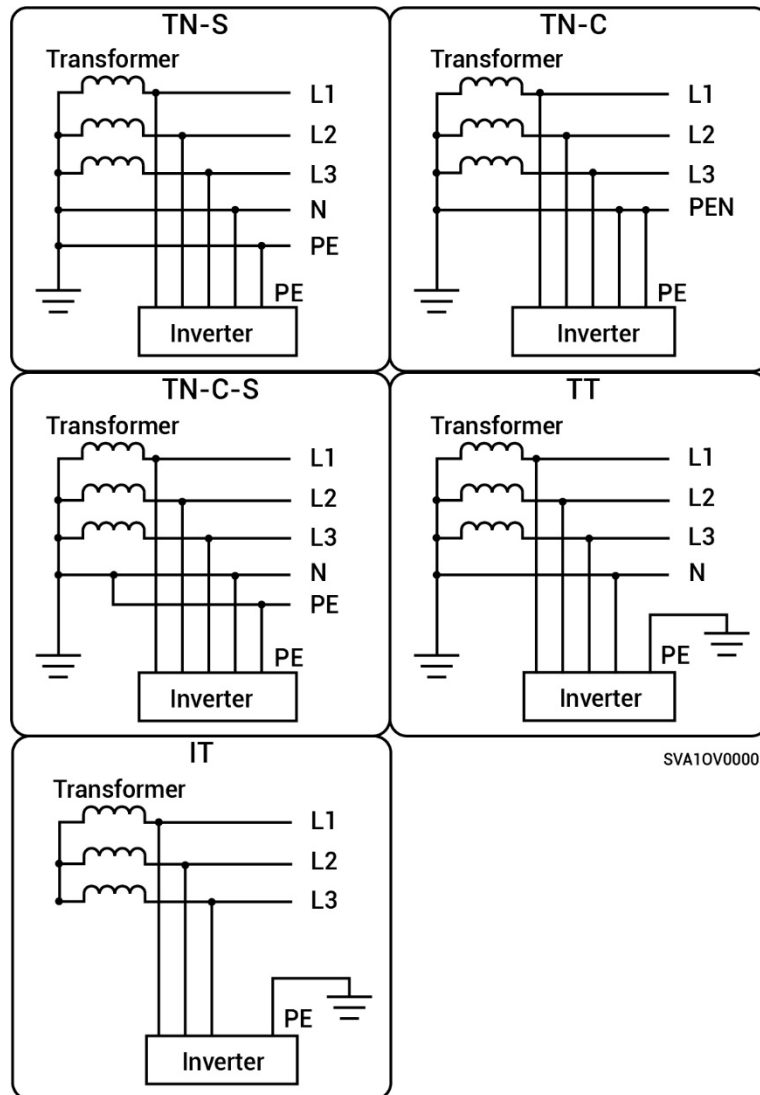 TN-S
Transformer
L1
L2
L3
N
PE
PE
Inverter
TN-C
Transformer
L1
L2
L3
PEN
PE
Inverter
TN-C-S
Transformer
L1
L2
L3
N
PE
PE
Inverter
TT
Transformer
L1
L2
L3
N
PE
Inverter
SVA10V0000
IT
Transformer
L1
L2
L3
PE
Inverter